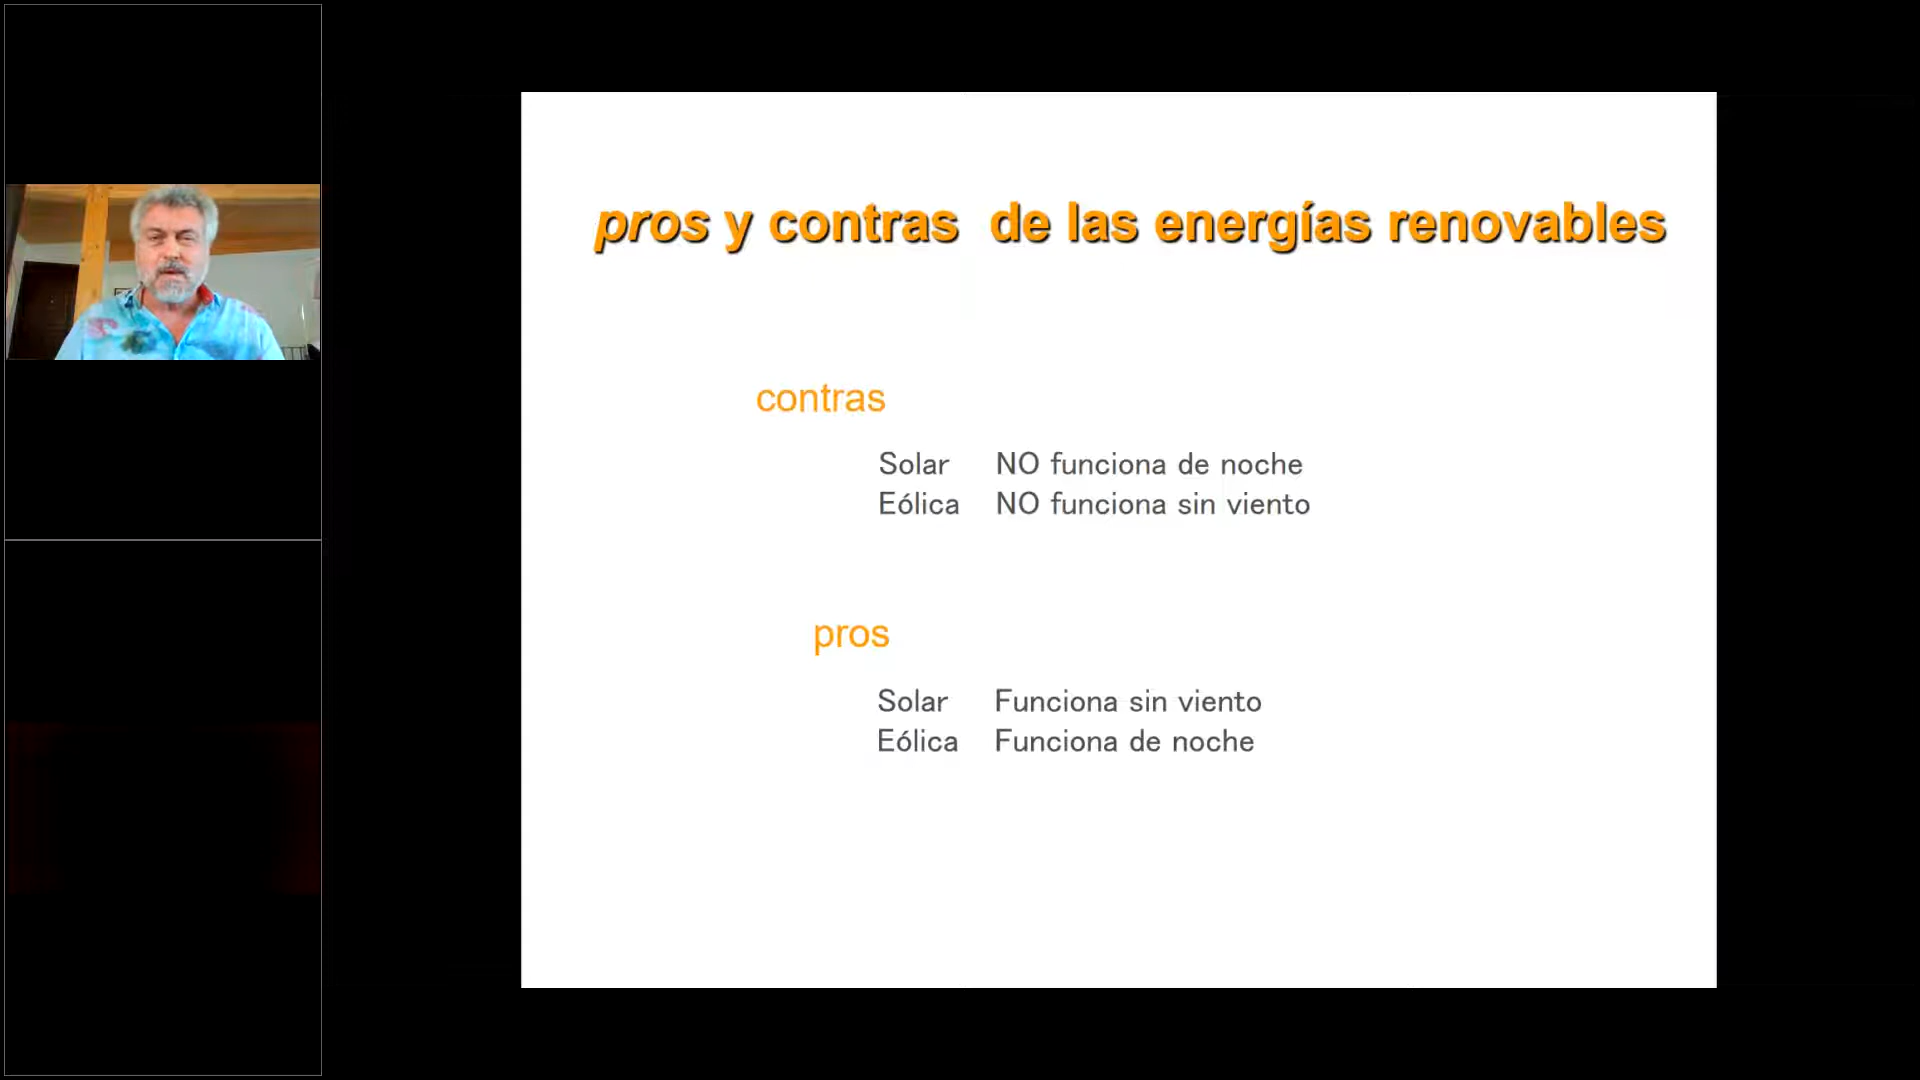 pros y contras de las energías renovables
contras
Solar NO funciona de noche
Eólica NO funciona sin viento
pros
Solar Funciona sin viento
Eólica Funciona de noche